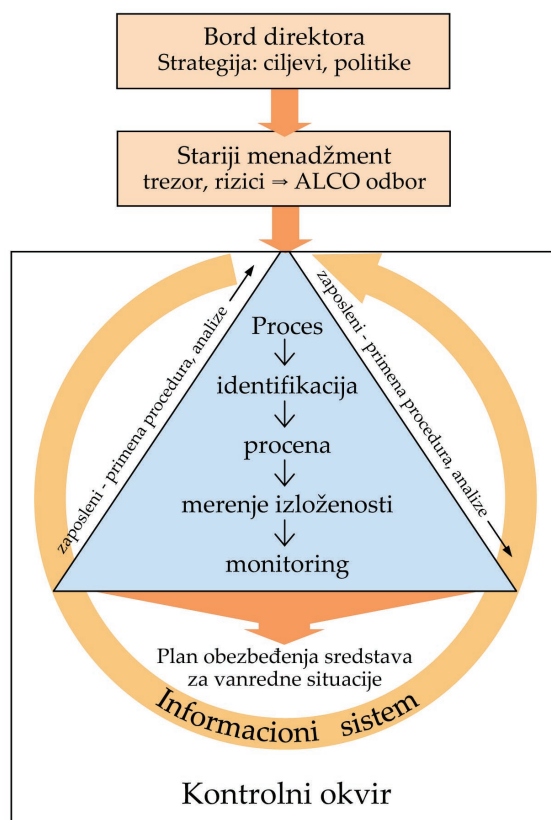 Bord direktora
Strategija: ciljevi, politike
Stariji menadžment
trezor, rizici ⇒ ALCO odbor
zaposleni - primena procedura, analize
zaposleni - primena procedura, analize
Proces
identifikacija
procena
merenje izloženosti
monitoring
Plan obezbeđenja sredstava
za vanredne situacije
Informacioni sistem
Kontrolni okvir